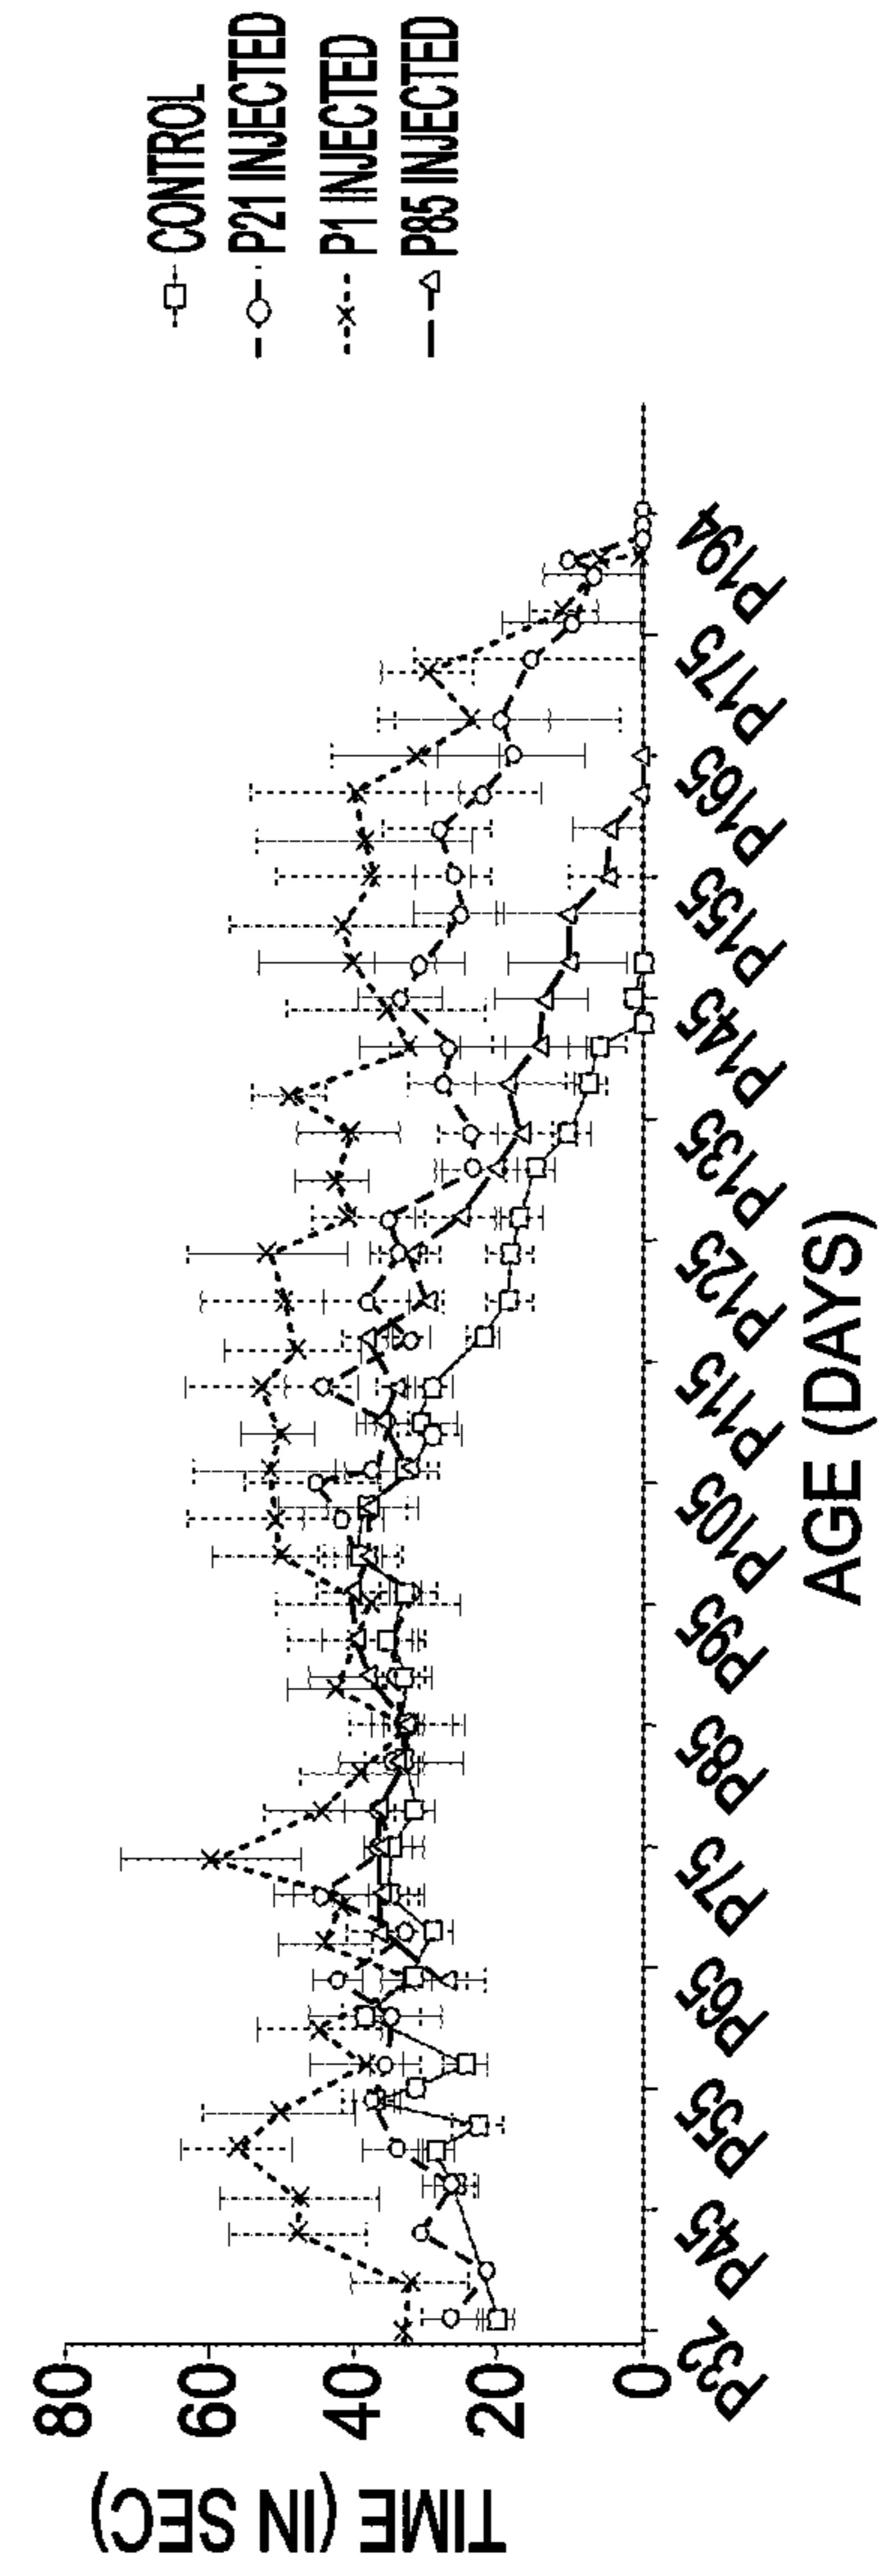 TIME (IN SEC)
80
60
40
20
0
P32
P45
P55
P65
P75
P85
P95
P105
P115
P125
P135
P145
P155
P165
P175
P194
AGE (DAYS)
CONTROL
P21 INJECTED
P1 INJECTED
P85 INJECTED